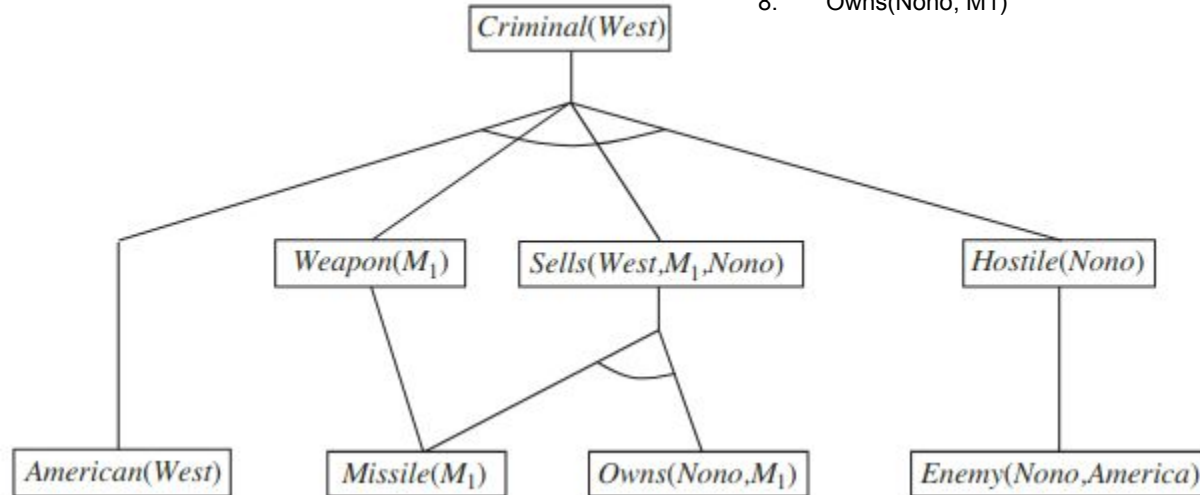 8. Owns(Nono, M1)
Criminal(West)
Weapon(M₁)
Sells(West,M₁,Nono)
Hostile(Nono)
American(West)
Missile(M₁)
Owns(Nono,M₁)
Enemy(Nono,America)